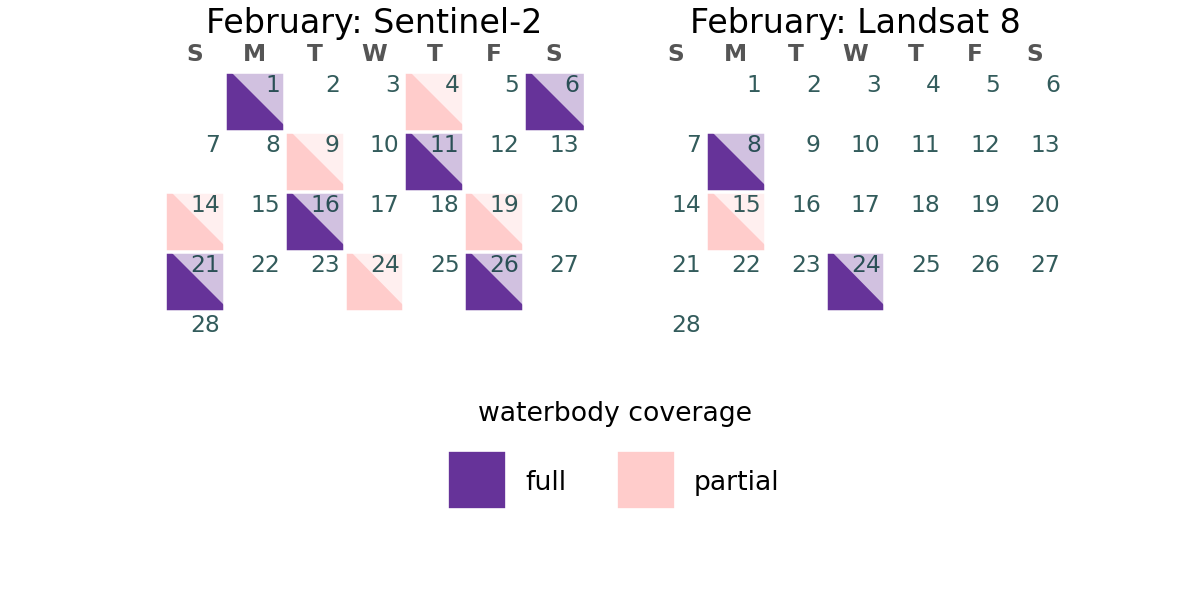 February: Sentinel-2
S M T W T F S
1 2 3 4 5 6
7 8 9 10 11 12 13
14 15 16 17 18 19 20
21 22 23 24 25 26 27
28
February: Landsat 8
S M T W T F S
1 2 3 4 5 6
7 8 9 10 11 12 13
14 15 16 17 18 19 20
21 22 23 24 25 26 27
28
waterbody coverage
full partial